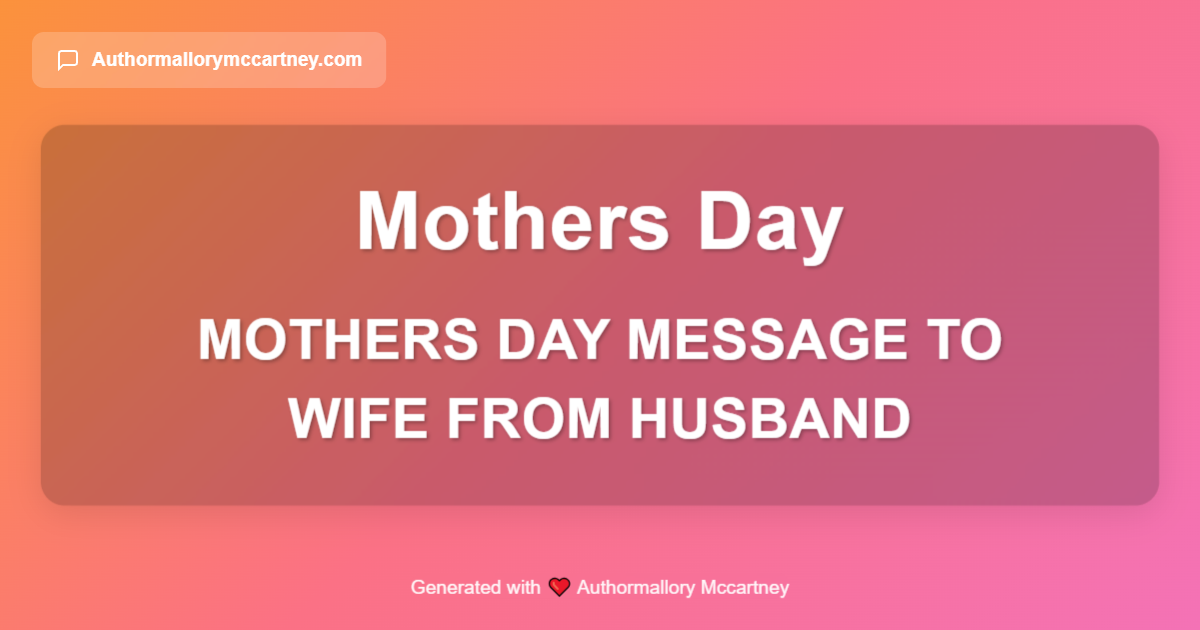 Authormallorymccartney.com
Mothers Day
MOTHERS DAY MESSAGE TO
WIFE FROM HUSBAND
Generated with ❤️ Authormallory Mccartney